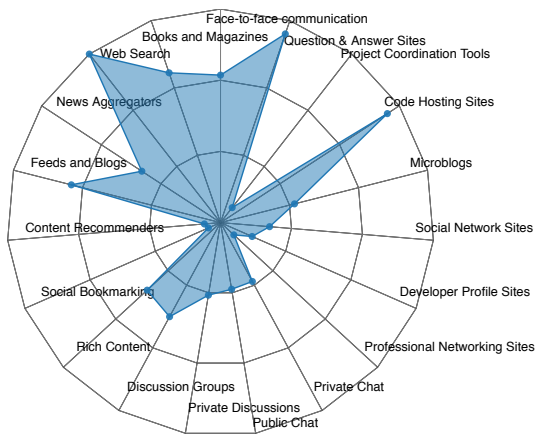 Face-to-face communication
Books and Magazines
Question & Answer Sites
Web Search
Project Coordination Tools
News Aggregators
Code Hosting Sites
Feeds and Blogs
Microblogs
Content Recommenders
Social Network Sites
Social Bookmarking
Developer Profile Sites
Rich Content
Professional Networking Sites
Discussion Groups
Private Chat
Private Discussions
Public Chat